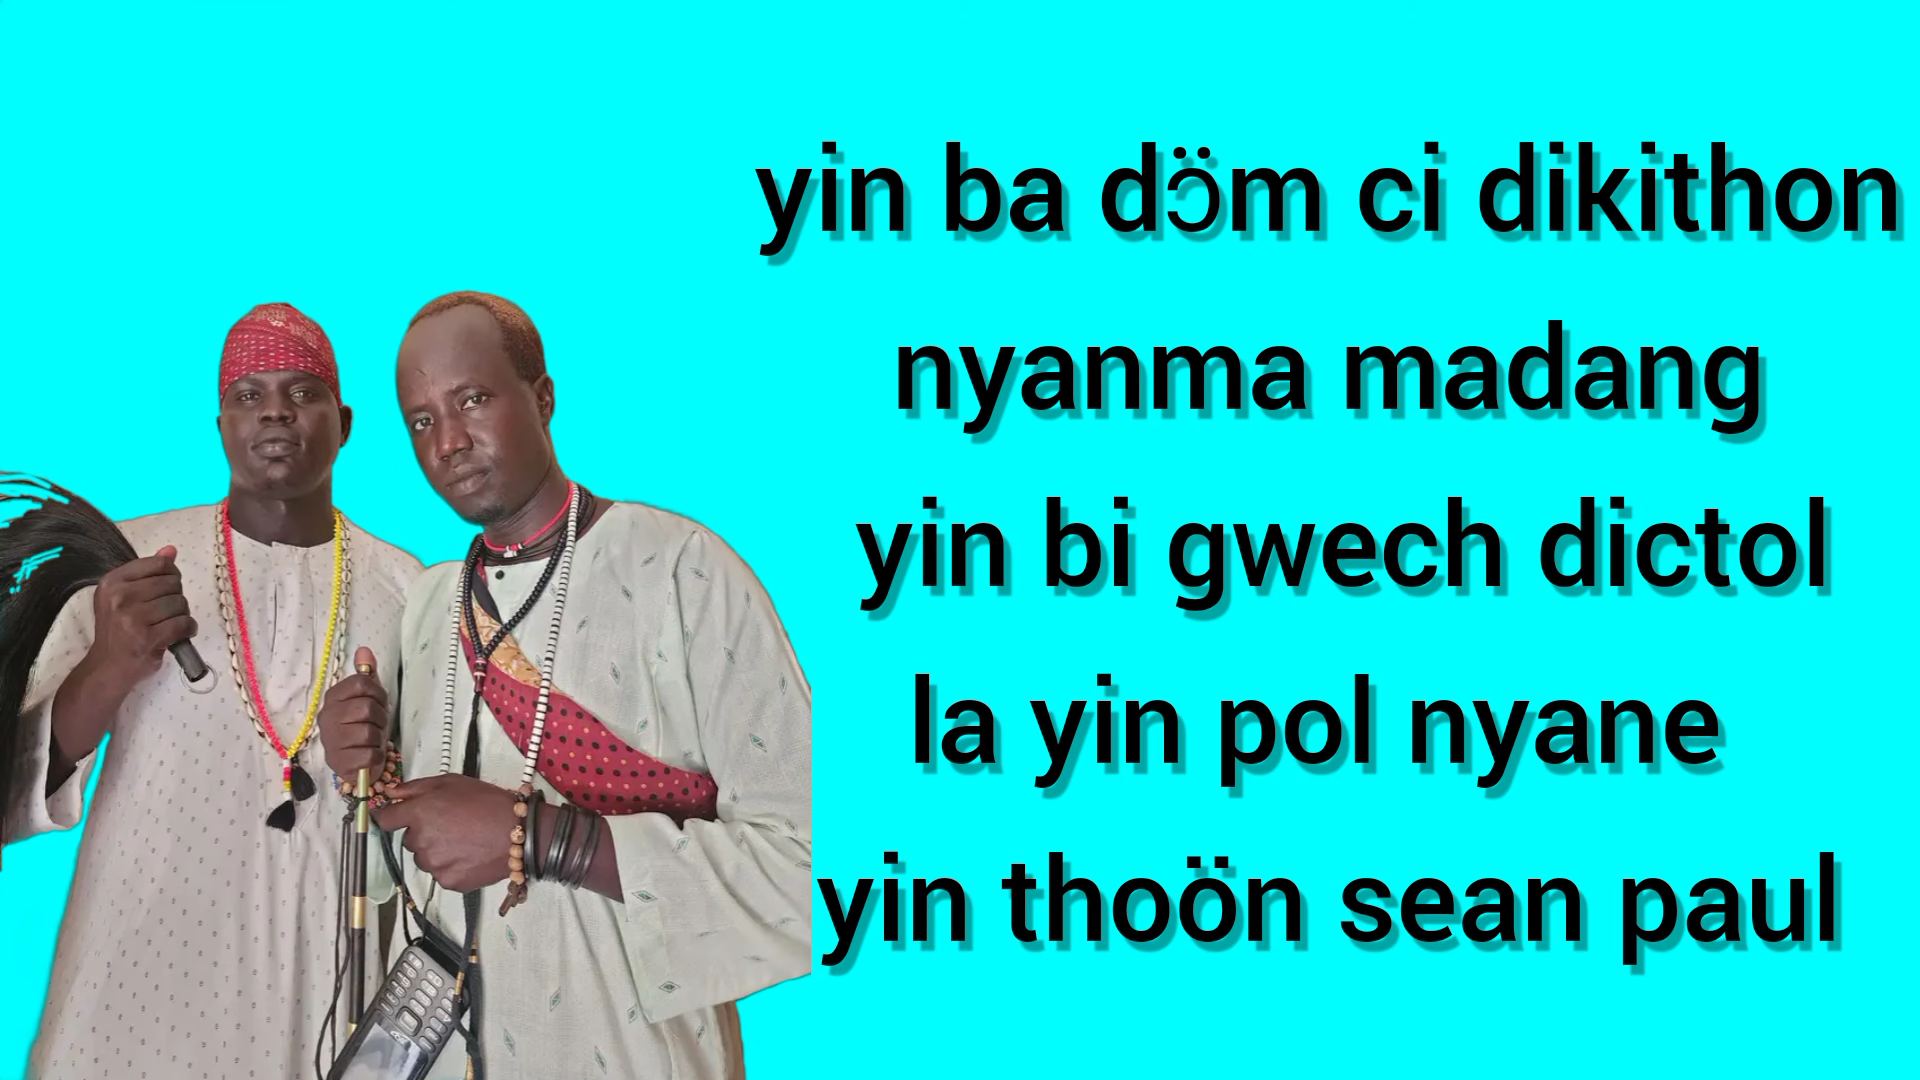 yin ba dɔ̈m ci dikithon
nyanma madang
yin bi gwech dictol
la yin pol nyane
yin thoön sean paul